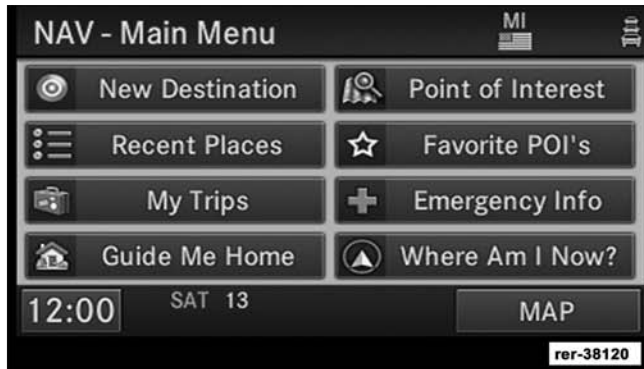 NAV - Main Menu
MI
New Destination
Point of Interest
Recent Places
Favorite POI's
My Trips
Emergency Info
Guide Me Home
Where Am I Now?
12:00
SAT 13
MAP
rer-38120